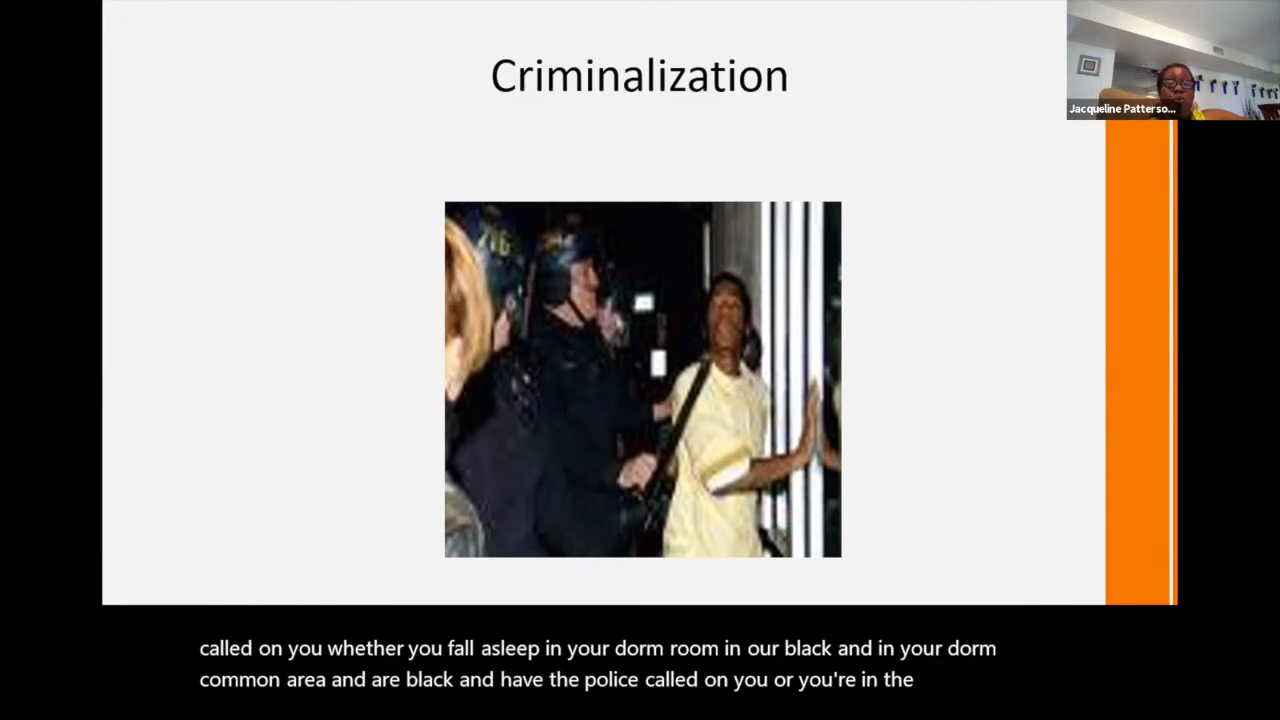 Criminalization
Jacqueline Patterso...
called on you whether you fall asleep in your dorm room in our black and in your dorm
common area and are black and have the police called on you or you're in the